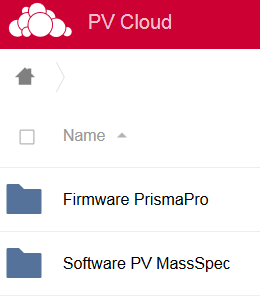 PV Cloud
Name
Firmware PrismaPro
Software PV MassSpec